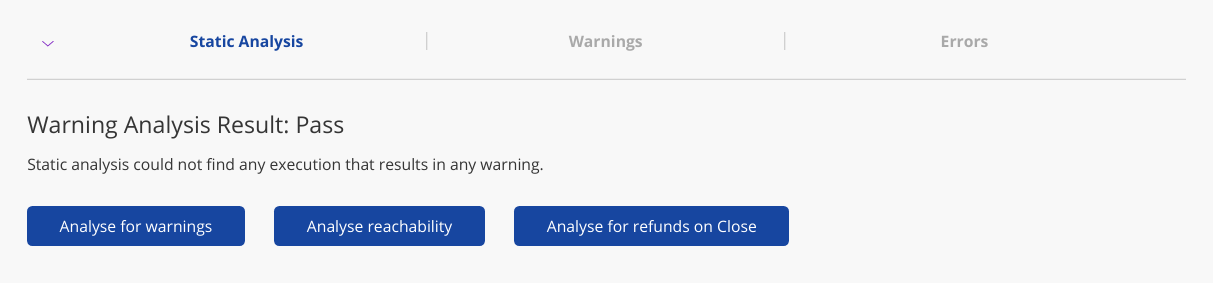 Static Analysis
Warnings
Errors
Warning Analysis Result: Pass
Static analysis could not find any execution that results in any warning.
Analyse for warnings
Analyse reachability
Analyse for refunds on Close